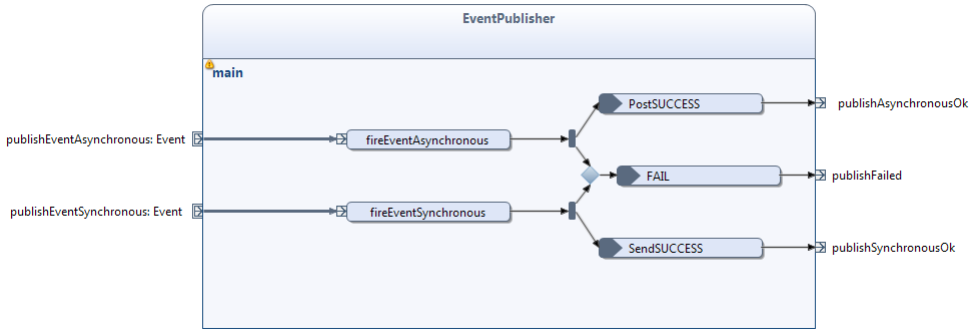 EventPublisher
main
PostSUCCESS
publishAsynchronousOk
publishEventAsynchronous: Event
fireEventAsynchronous
FAIL
publishFailed
publishEventSynchronous: Event
fireEventSynchronous
SendSUCCESS
publishSynchronousOk